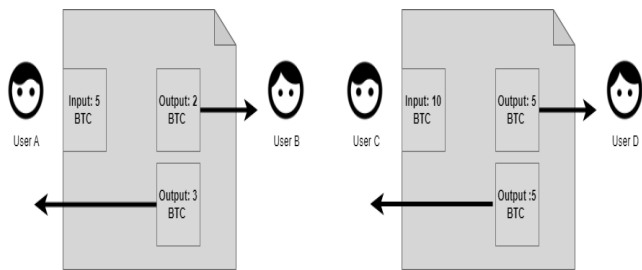 Input: 5
BTC
Output: 2
BTC
User A
User B
Output: 3
BTC
Input: 10
BTC
Output: 5
BTC
User C
User D
Output :5
BTC